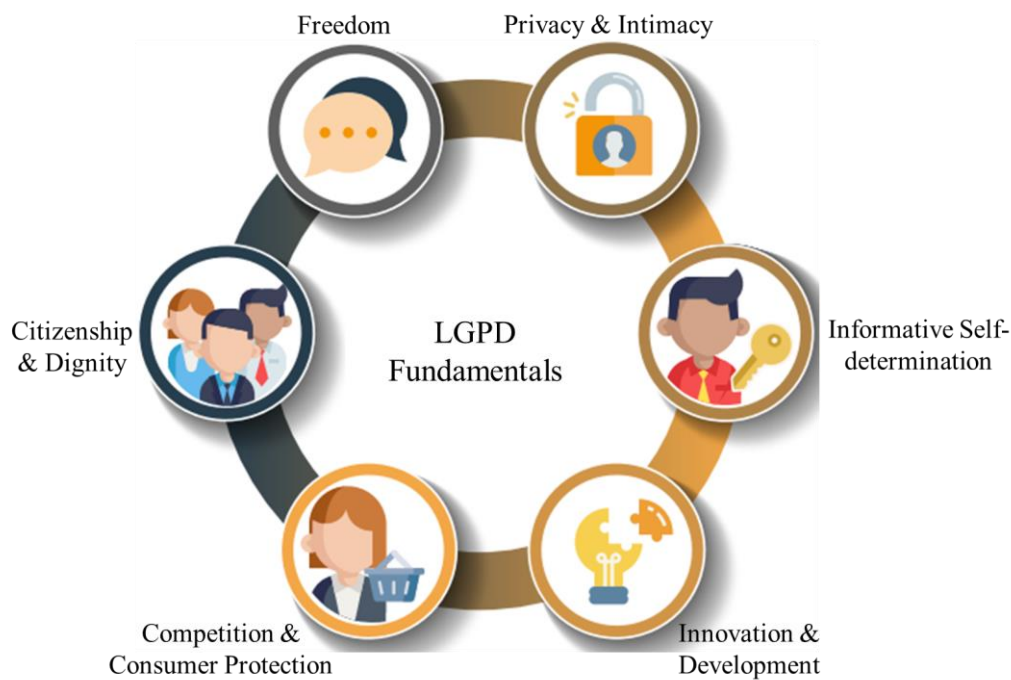 Freedom
Privacy & Intimacy
Citizenship
& Dignity
LGPD
Fundamentals
Informative Self-
determination
Competition &
Consumer Protection
Innovation &
Development